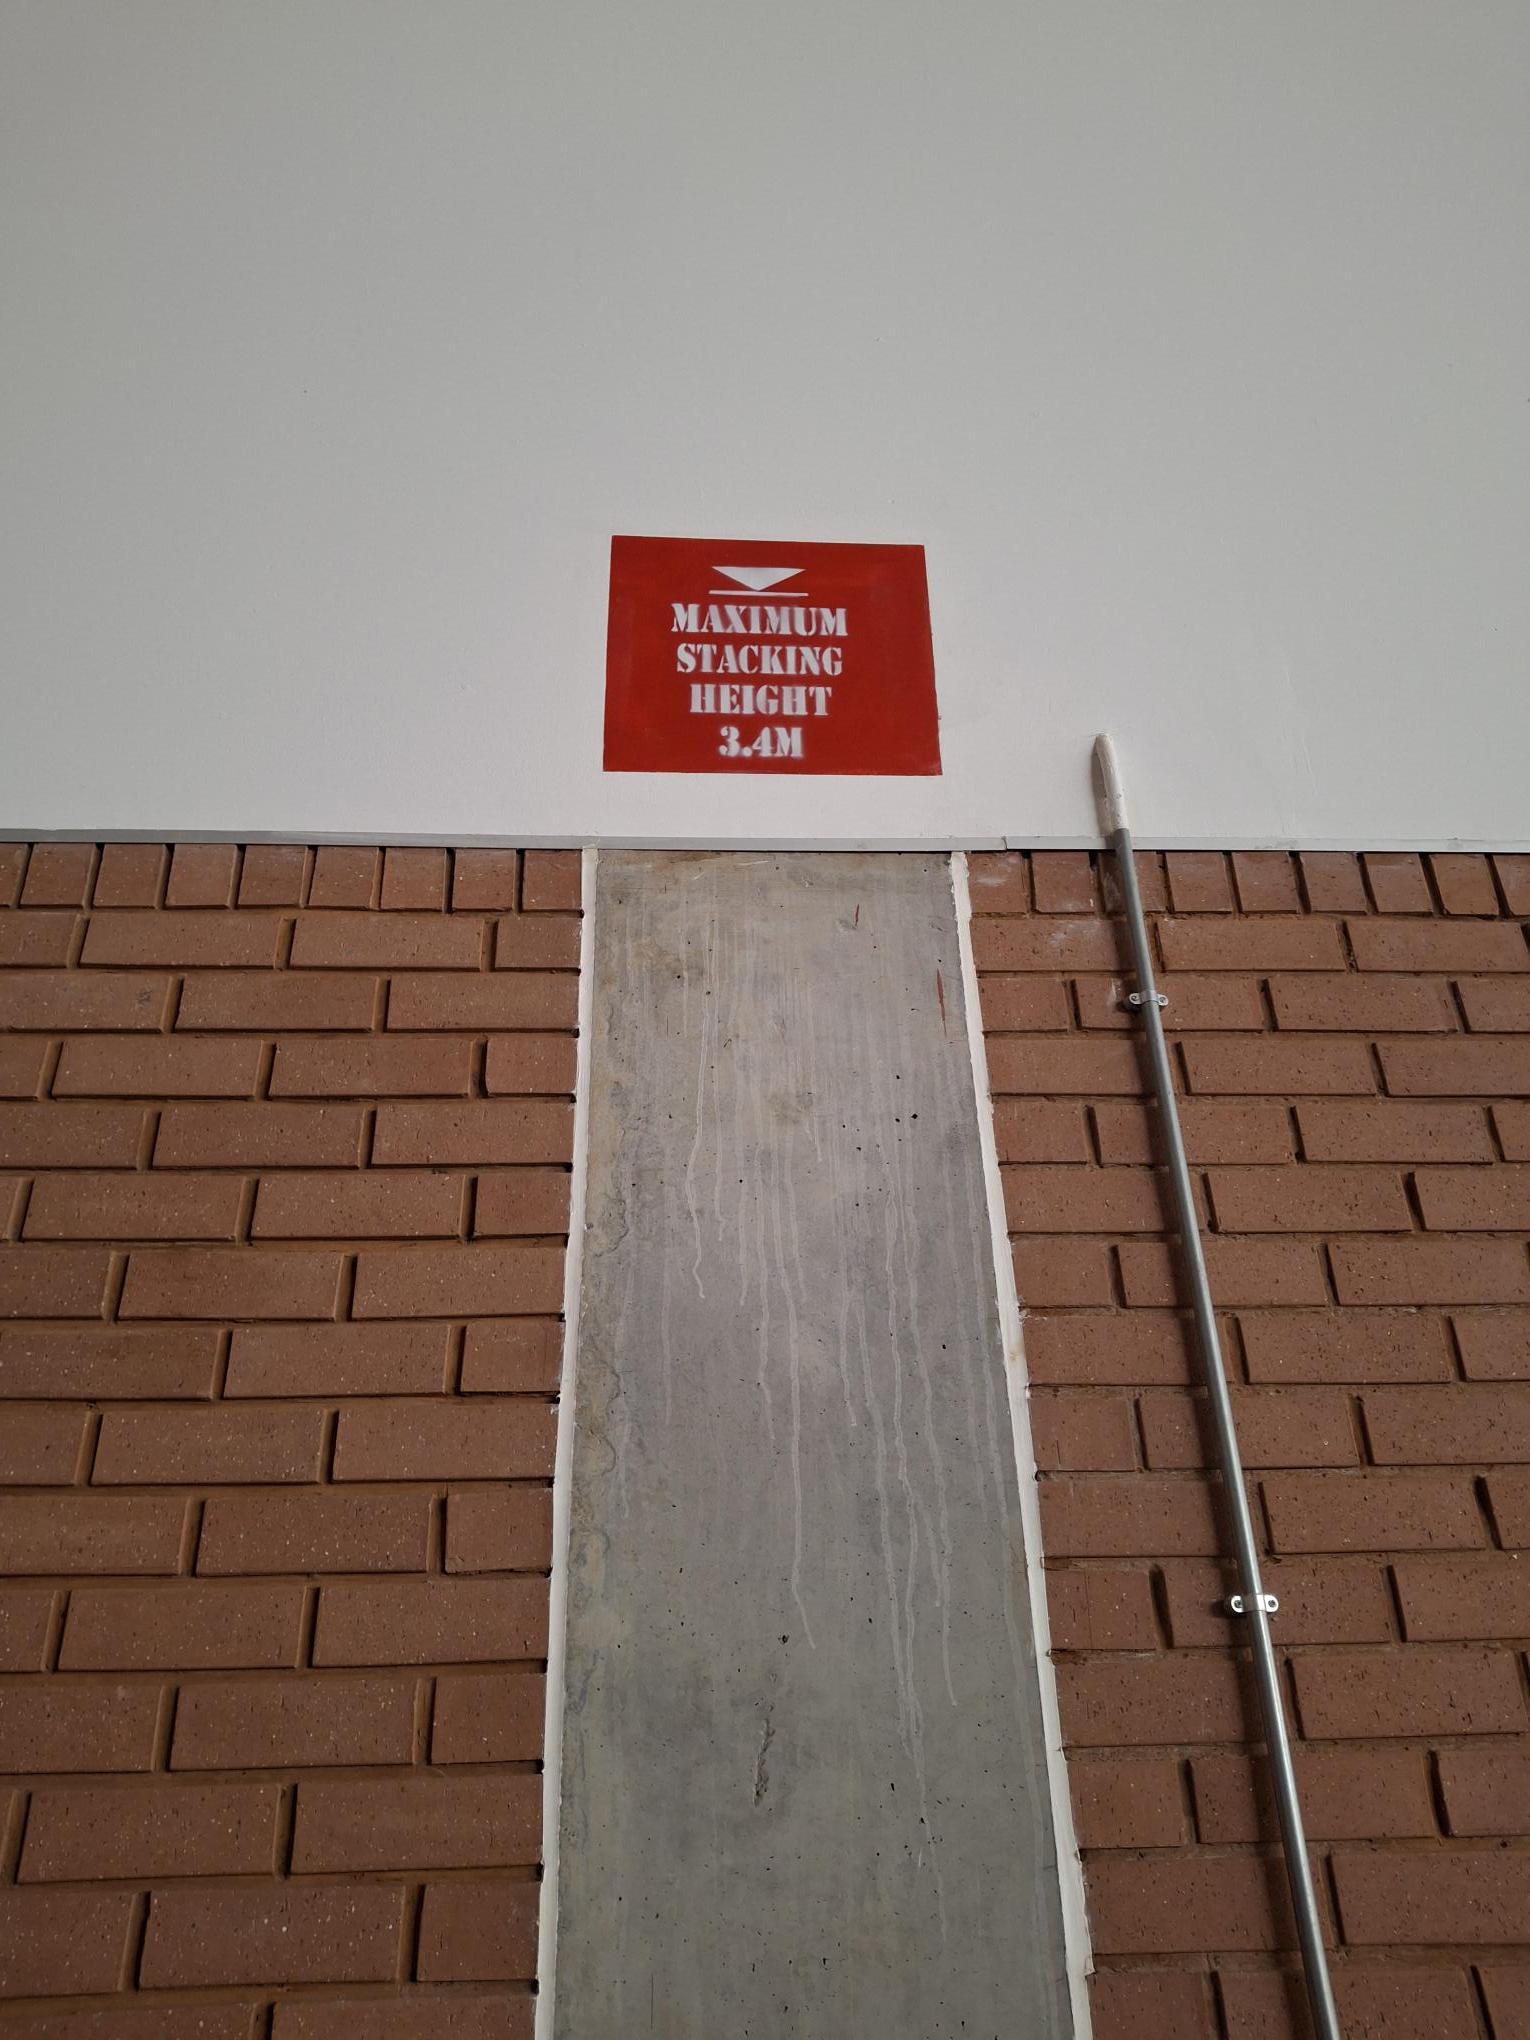 MAXIMUM
STACKING
HEIGHT
3.4M